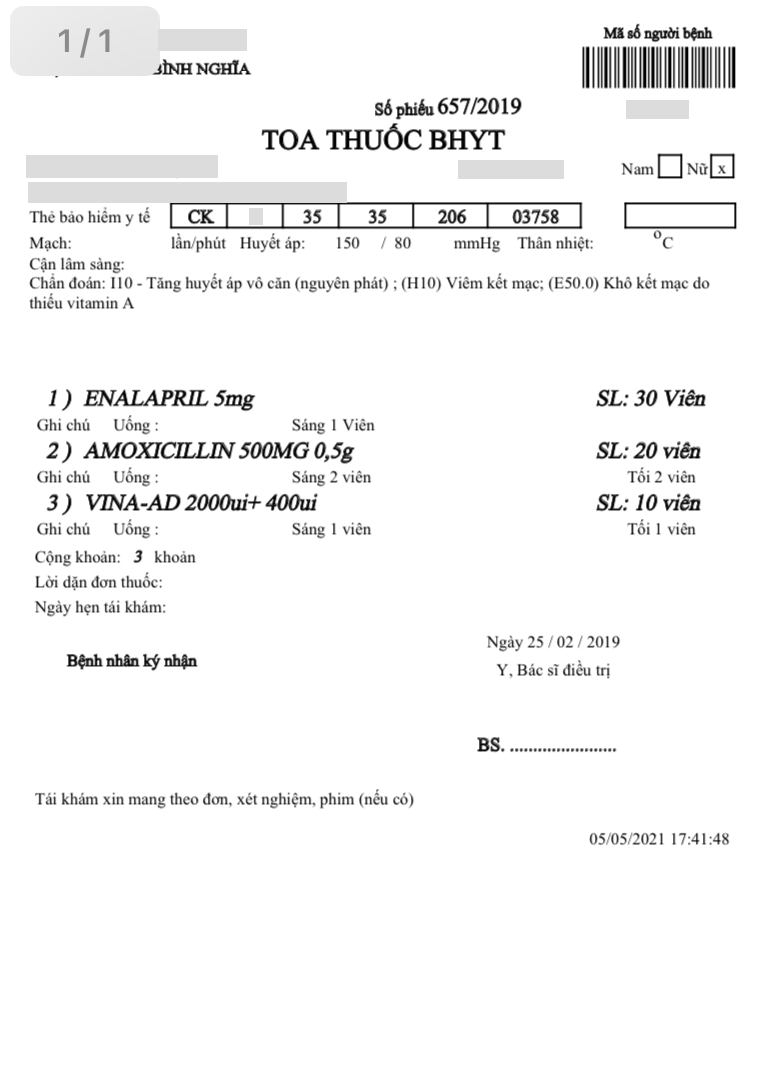 1/1
Mã số người bệnh
BÌNH NGHĨA
Số phiếu 657/2019
TOA THUỐC BHYT
Nam Nữ x
Thẻ bảo hiểm y tế CK 35 35 206 03758
Mạch: lần/phút Huyết áp: 150 / 80 mmHg Thân nhiệt: °C
Cận lâm sàng:
Chẩn đoán: I10 - Tăng huyết áp vô căn (nguyên phát) ; (H10) Viêm kết mạc; (E50.0) Khô kết mạc do
thiếu vitamin A
1 ) ENALAPRIL 5mg SL: 30 Viên
Ghi chú Uống : Sáng 1 Viên
2 ) AMOXICILLIN 500MG 0,5g SL: 20 viên
Ghi chú Uống : Sáng 2 viên Tối 2 viên
3 ) VINA-AD 2000ui+ 400ui SL: 10 viên
Ghi chú Uống : Sáng 1 viên Tối 1 viên
Cộng khoản: 3 khoản
Lời dặn đơn thuốc:
Ngày hẹn tái khám:
Ngày 25 / 02 / 2019
Bệnh nhân ký nhận
Y, Bác sĩ điều trị
BS. .......................
Tái khám xin mang theo đơn, xét nghiệm, phim (nếu có)
05/05/2021 17:41:48